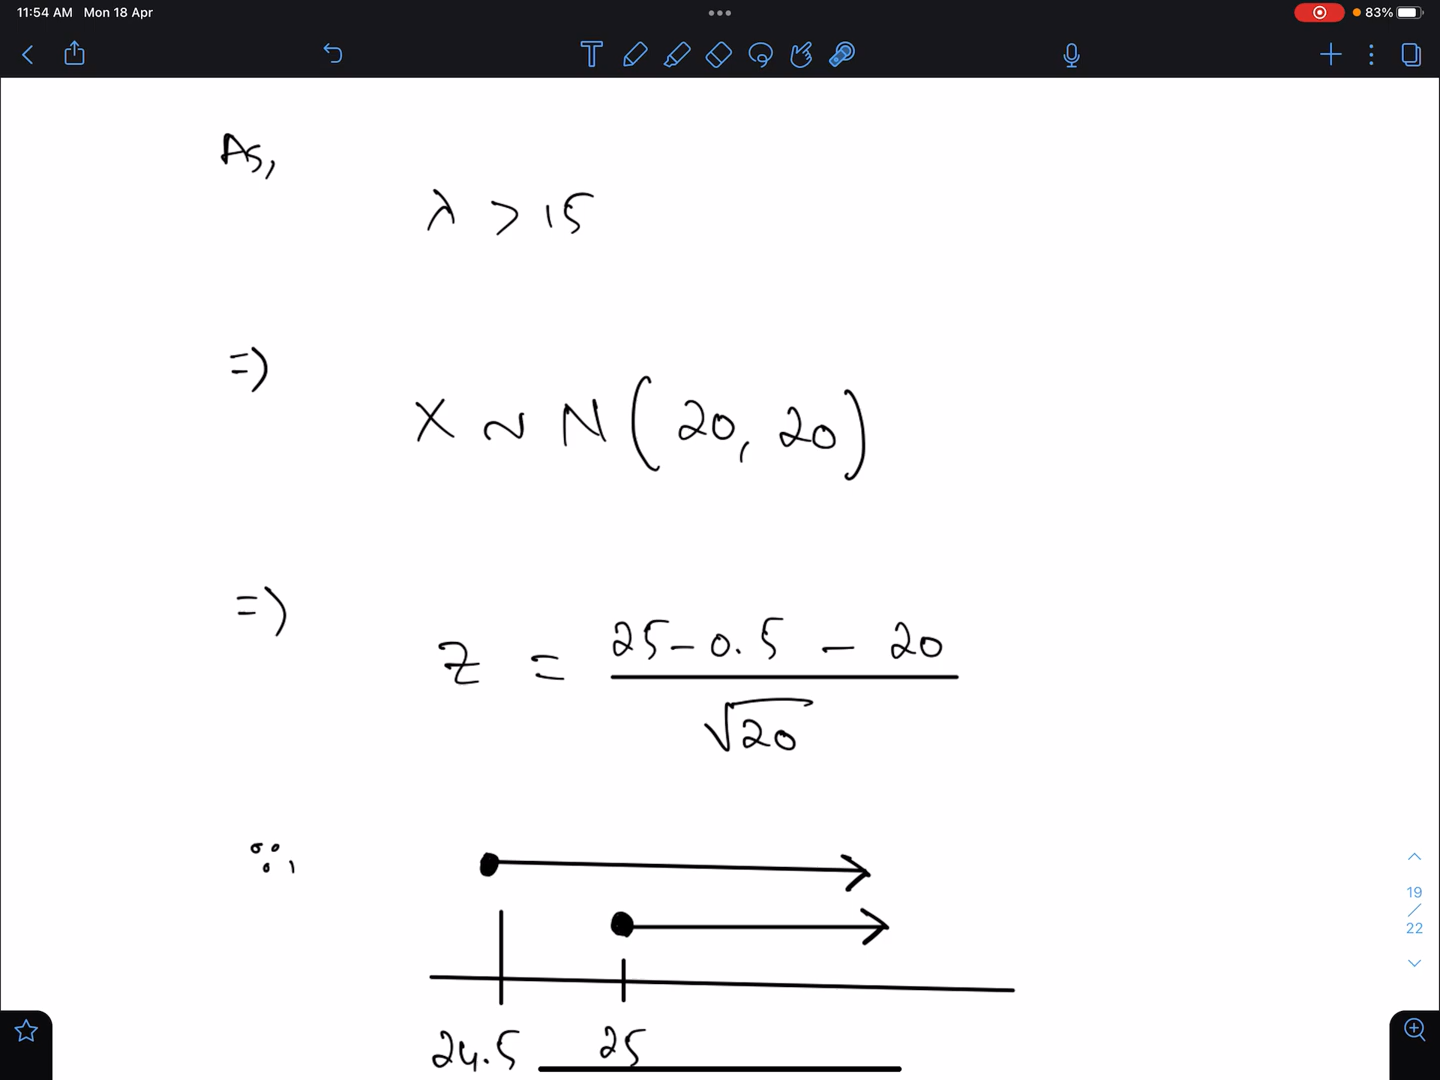 11:54 AM Mon 18 Apr
83%
T
As,
λ > 15
=>
X ~ N(20, 20)
=>
Z = (25 - 0.5 - 20) / √20
∵,
24.5 25
19
/
22